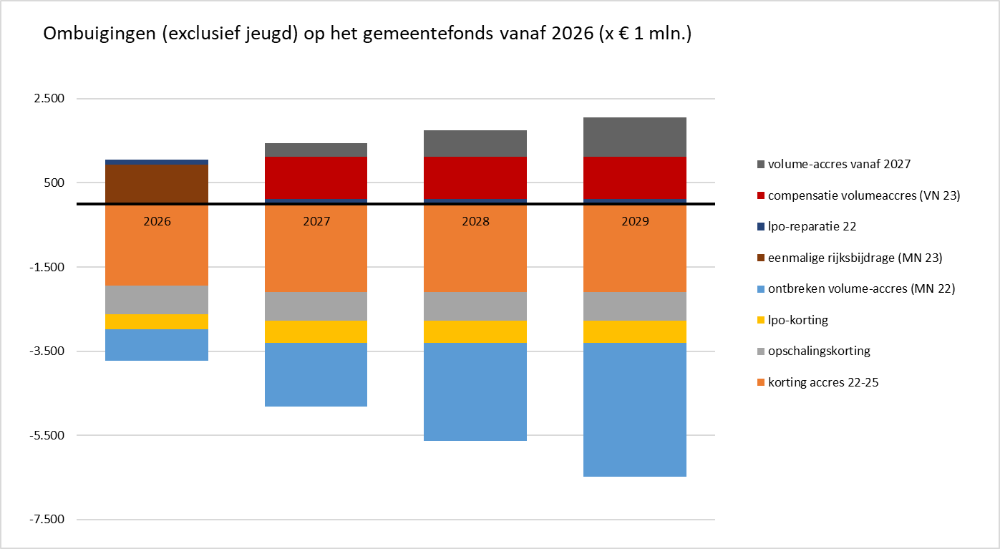 Ombuigingen (exclusief jeugd) op het gemeentefonds vanaf 2026 (x € 1 mln.)
2.500
500
-1.500
-3.500
-5.500
-7.500
2026
2027
2028
2029
volume-accres vanaf 2027
compensatie volumeaccres (VN 23)
lpo-reparatie 22
eenmalige rijksbijdrage (MN 23)
ontbreken volume-accres (MN 22)
lpo-korting
opschalingskorting
korting accres 22-25